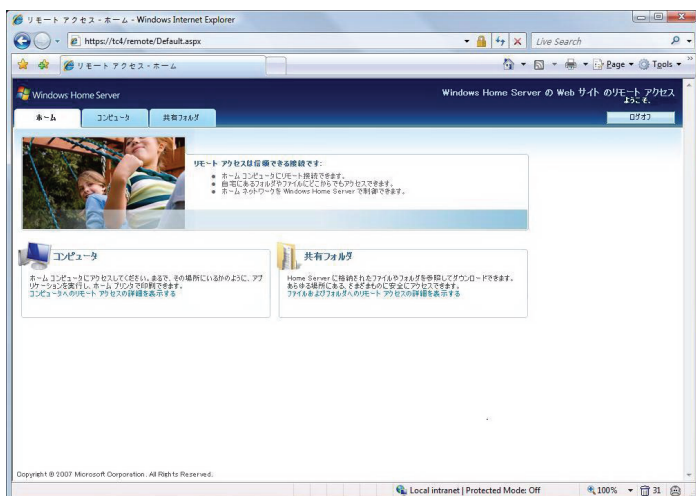 リモート アクセス - ホーム - Windows Internet Explorer
https://tc4/remote/Default.aspx
Live Search
リモート アクセス - ホーム
Page
Tools
Windows Home Server
Windows Home Server の Web サイト のリモート アクセス
ようこそ、
ホーム
コンピュータ
共有フォルダ
ログオフ
リモート アクセスは信頼できる接続です:
ホーム コンピュータにリモート接続できます。
自宅にあるフォルダやファイルにどこからでもアクセスできます。
ホーム ネットワークを Windows Home Server で制御できます。
コンピュータ
ホーム コンピュータにアクセスしてください。まるで、その場所にいるかのように、アプ
リケーションを実行し、ホーム プリンタで印刷できます。
コンピュータへのリモート アクセスの詳細を表示する
共有フォルダ
Home Server に格納されたファイルやフォルダを参照してダウンロードできます。
あらゆる場所にある、さまざまものに安全にアクセスできます。
ファイルおよびフォルダへのリモート アクセスの詳細を表示する
Copyright © 2007 Microsoft Corporation. All Rights Reserved.
Local intranet | Protected Mode: Off
100%
31